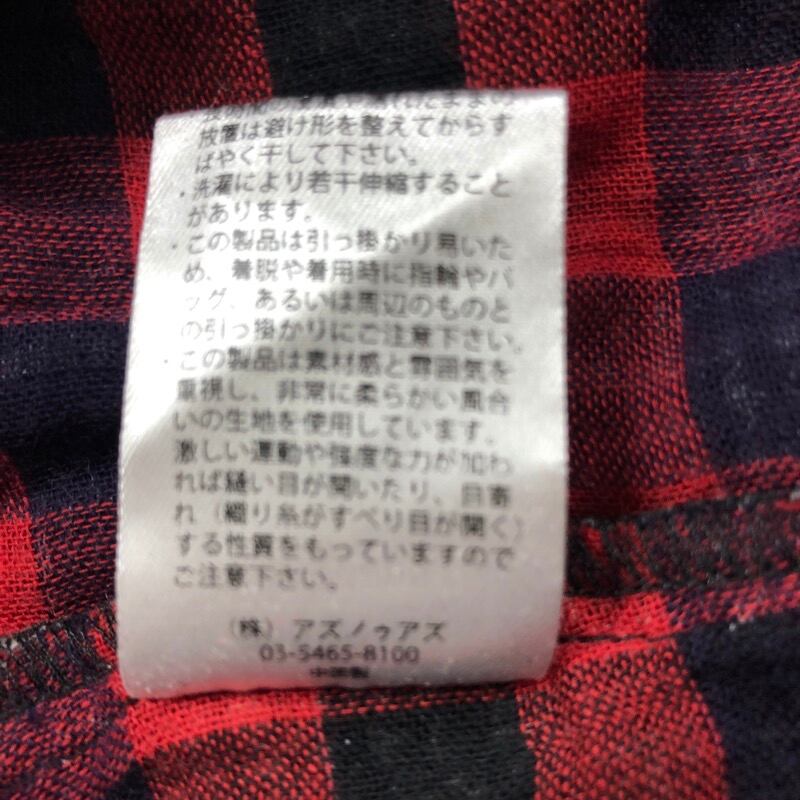 れたままの
放置は避け形を整えてからす
ばやく干して下さい。
・洗濯により若干伸縮すること
があります。
・この製品は引っ掛かり用いた
め、着脱や着用時に指輪やバ
ッグ、あるいは周辺のものと
の引っ掛かりにご注意下さい。
・この製品は素材感と雰囲気を
重視し、非常に柔らかい風合
いの生地を使用しています。
激しい運動や強度な力が加わ
れば縫い目が開いたり、目寄
れ（織り糸がすべり目が開く）
する性質をもっていますので
ご注意下さい。
（株）アズノゥアズ
03-5465-8100
中国製